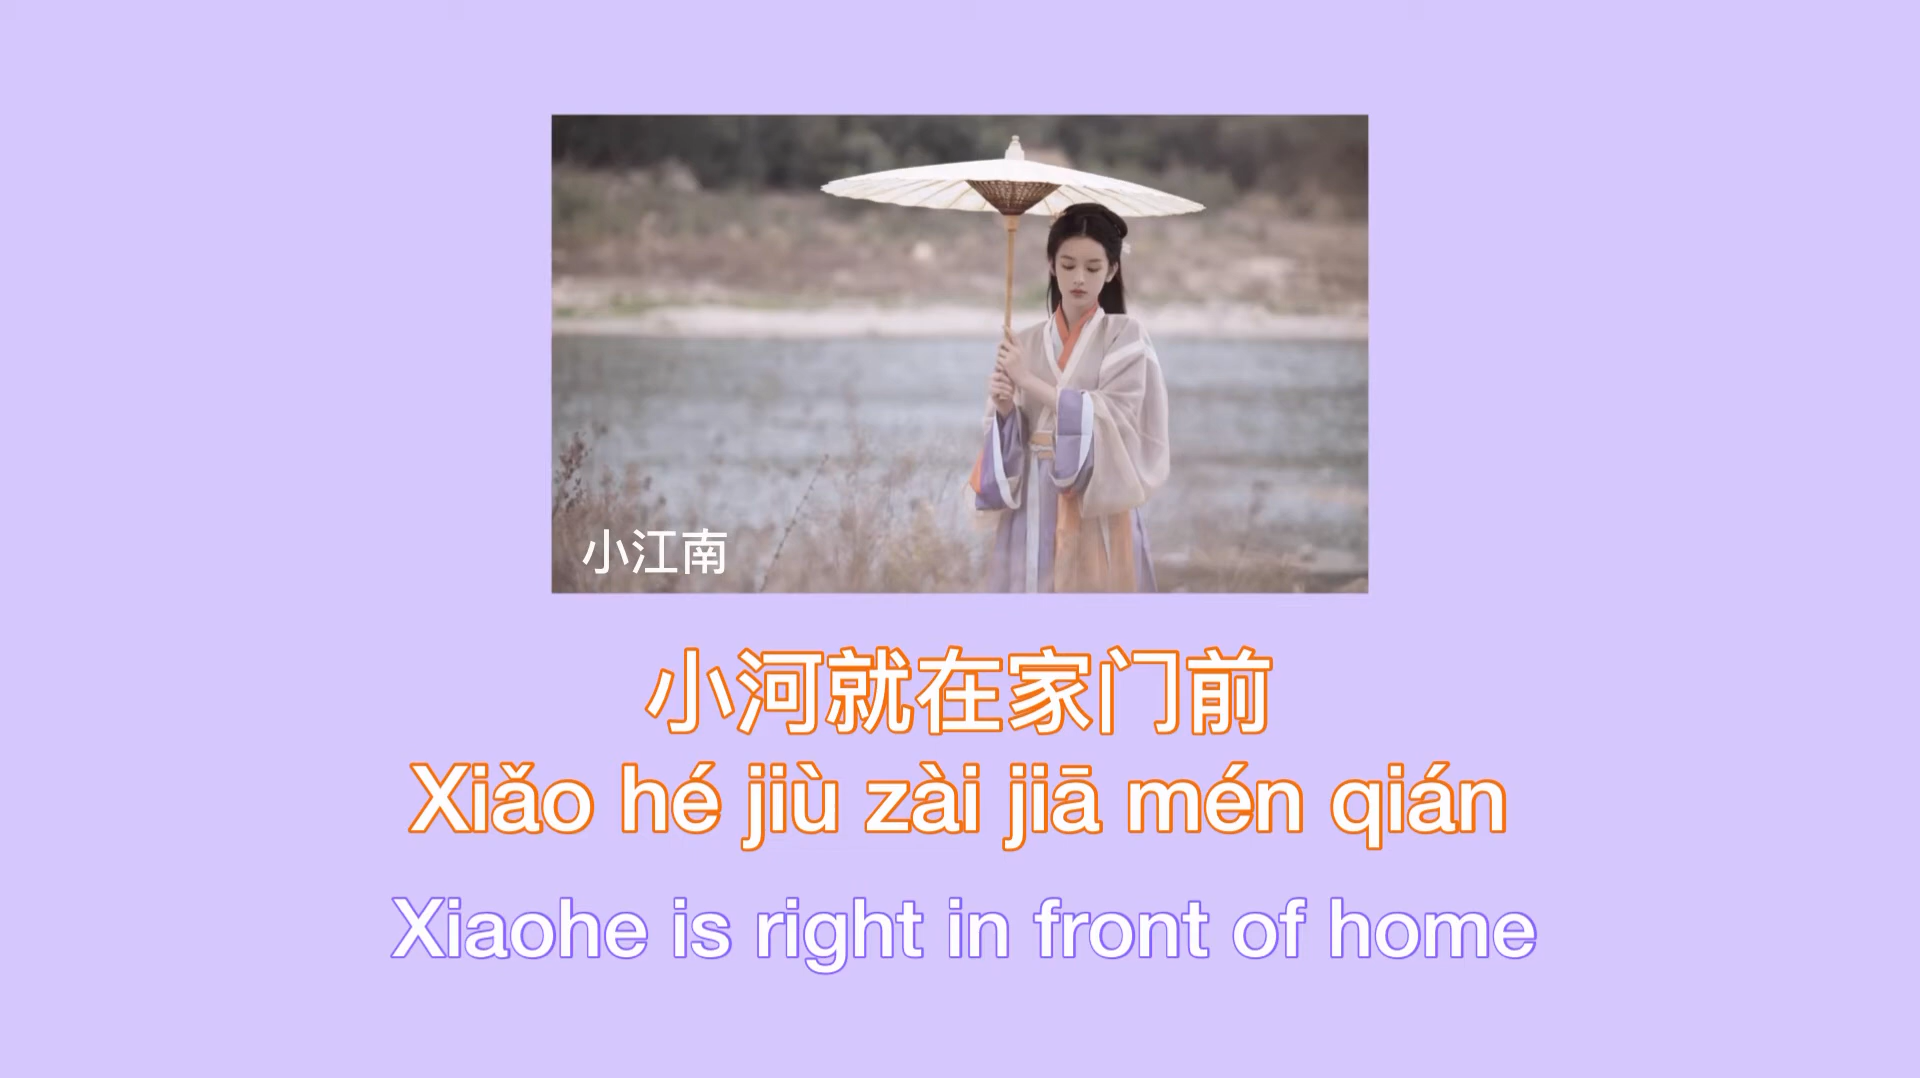 小江南
小河就在家门前
Xiǎo hé jiù zài jiā mén qián
Xiaohe is right in front of home